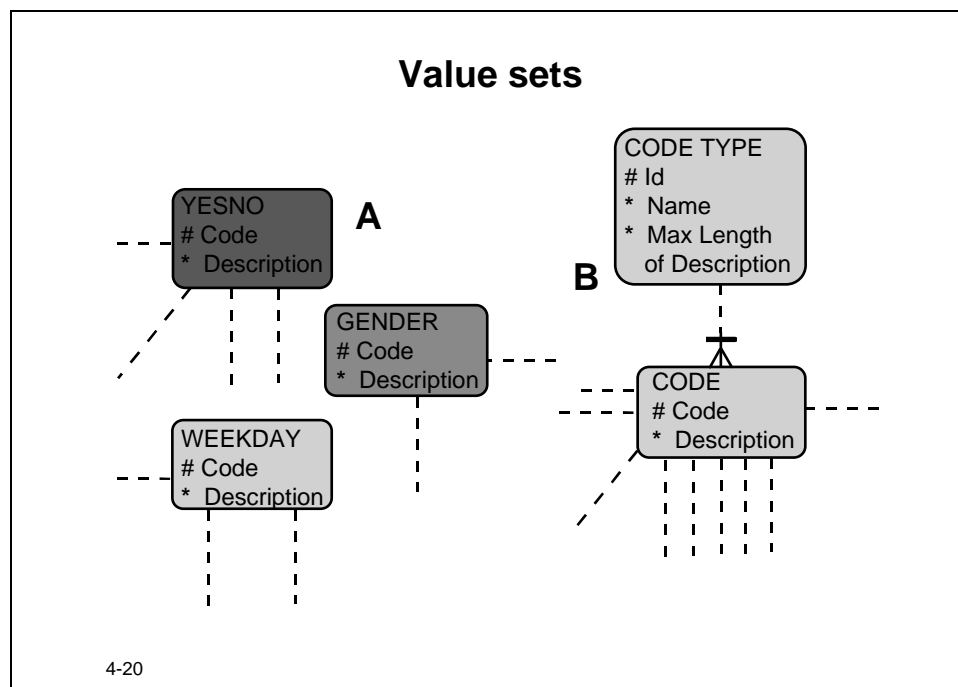 Value sets
YESNO
# Code
* Description
A
GENDER
# Code
* Description
WEEKDAY
# Code
* Description
CODE TYPE
# Id
* Name
* Max Length
of Description
B
CODE
# Code
* Description
4-20